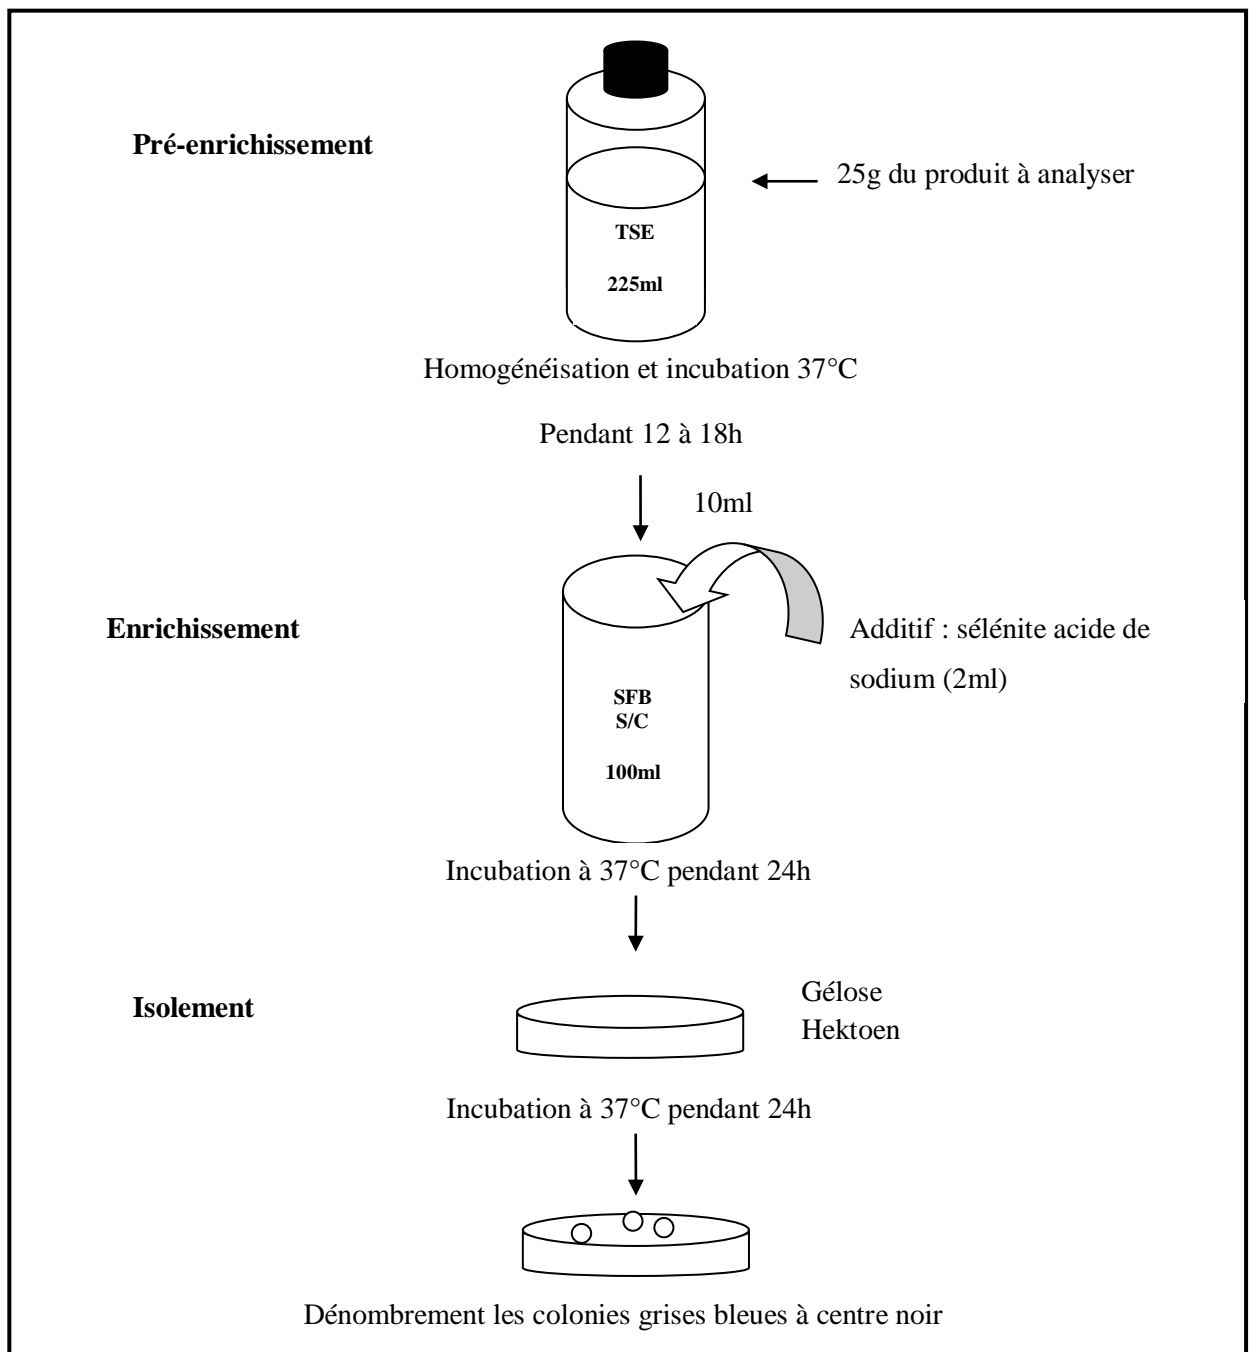 Pré-enrichissement
25g du produit à analyser
TSE
225ml
Homogénéisation et incubation 37°C
Pendant 12 à 18h
10ml
Enrichissement
Additif : sélénite acide de
sodium (2ml)
SFB
S/C
100ml
Incubation à 37°C pendant 24h
Isolement
Gélose
Hektoen
Incubation à 37°C pendant 24h
Dénombrement les colonies grises bleues à centre noir